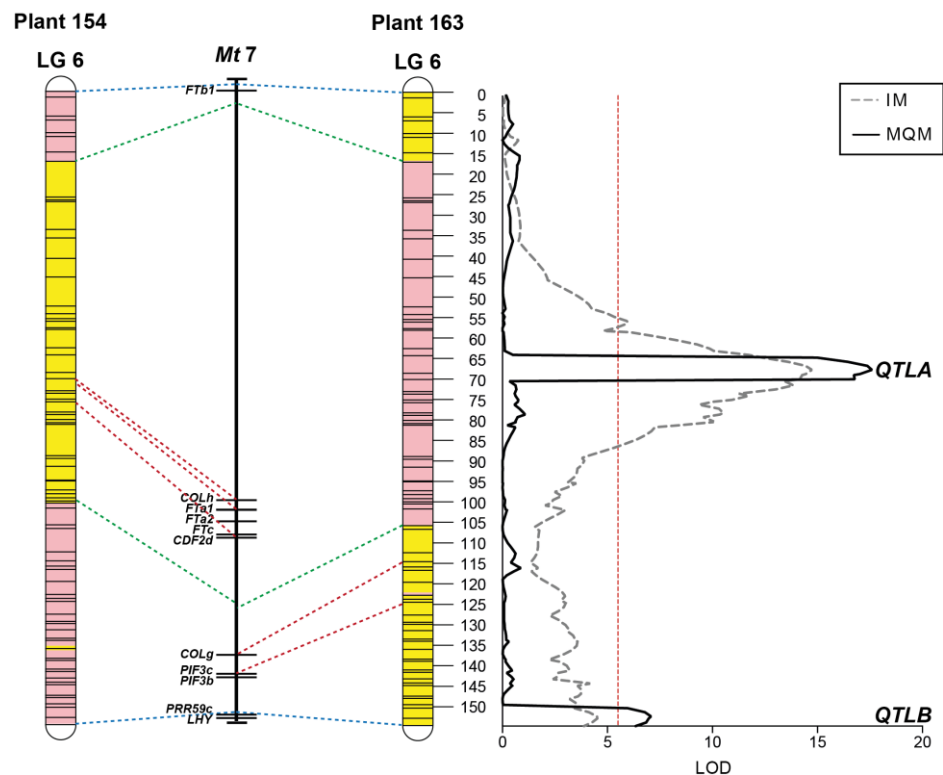 Plant 154
Plant 163
LG 6
Mt 7
LG 6
FTb1
COLh
FTa1
FTa2
FTc
CDF2d
COLg
PIF3c
PIF3b
PRR59c
LHY
0
5
10
15
20
25
30
35
40
45
50
55
60
65
70
75
80
85
90
95
100
105
115
120
125
130
135
140
145
150
IM
MQM
QTLA
QTLB
0 5 10 15 20
LOD